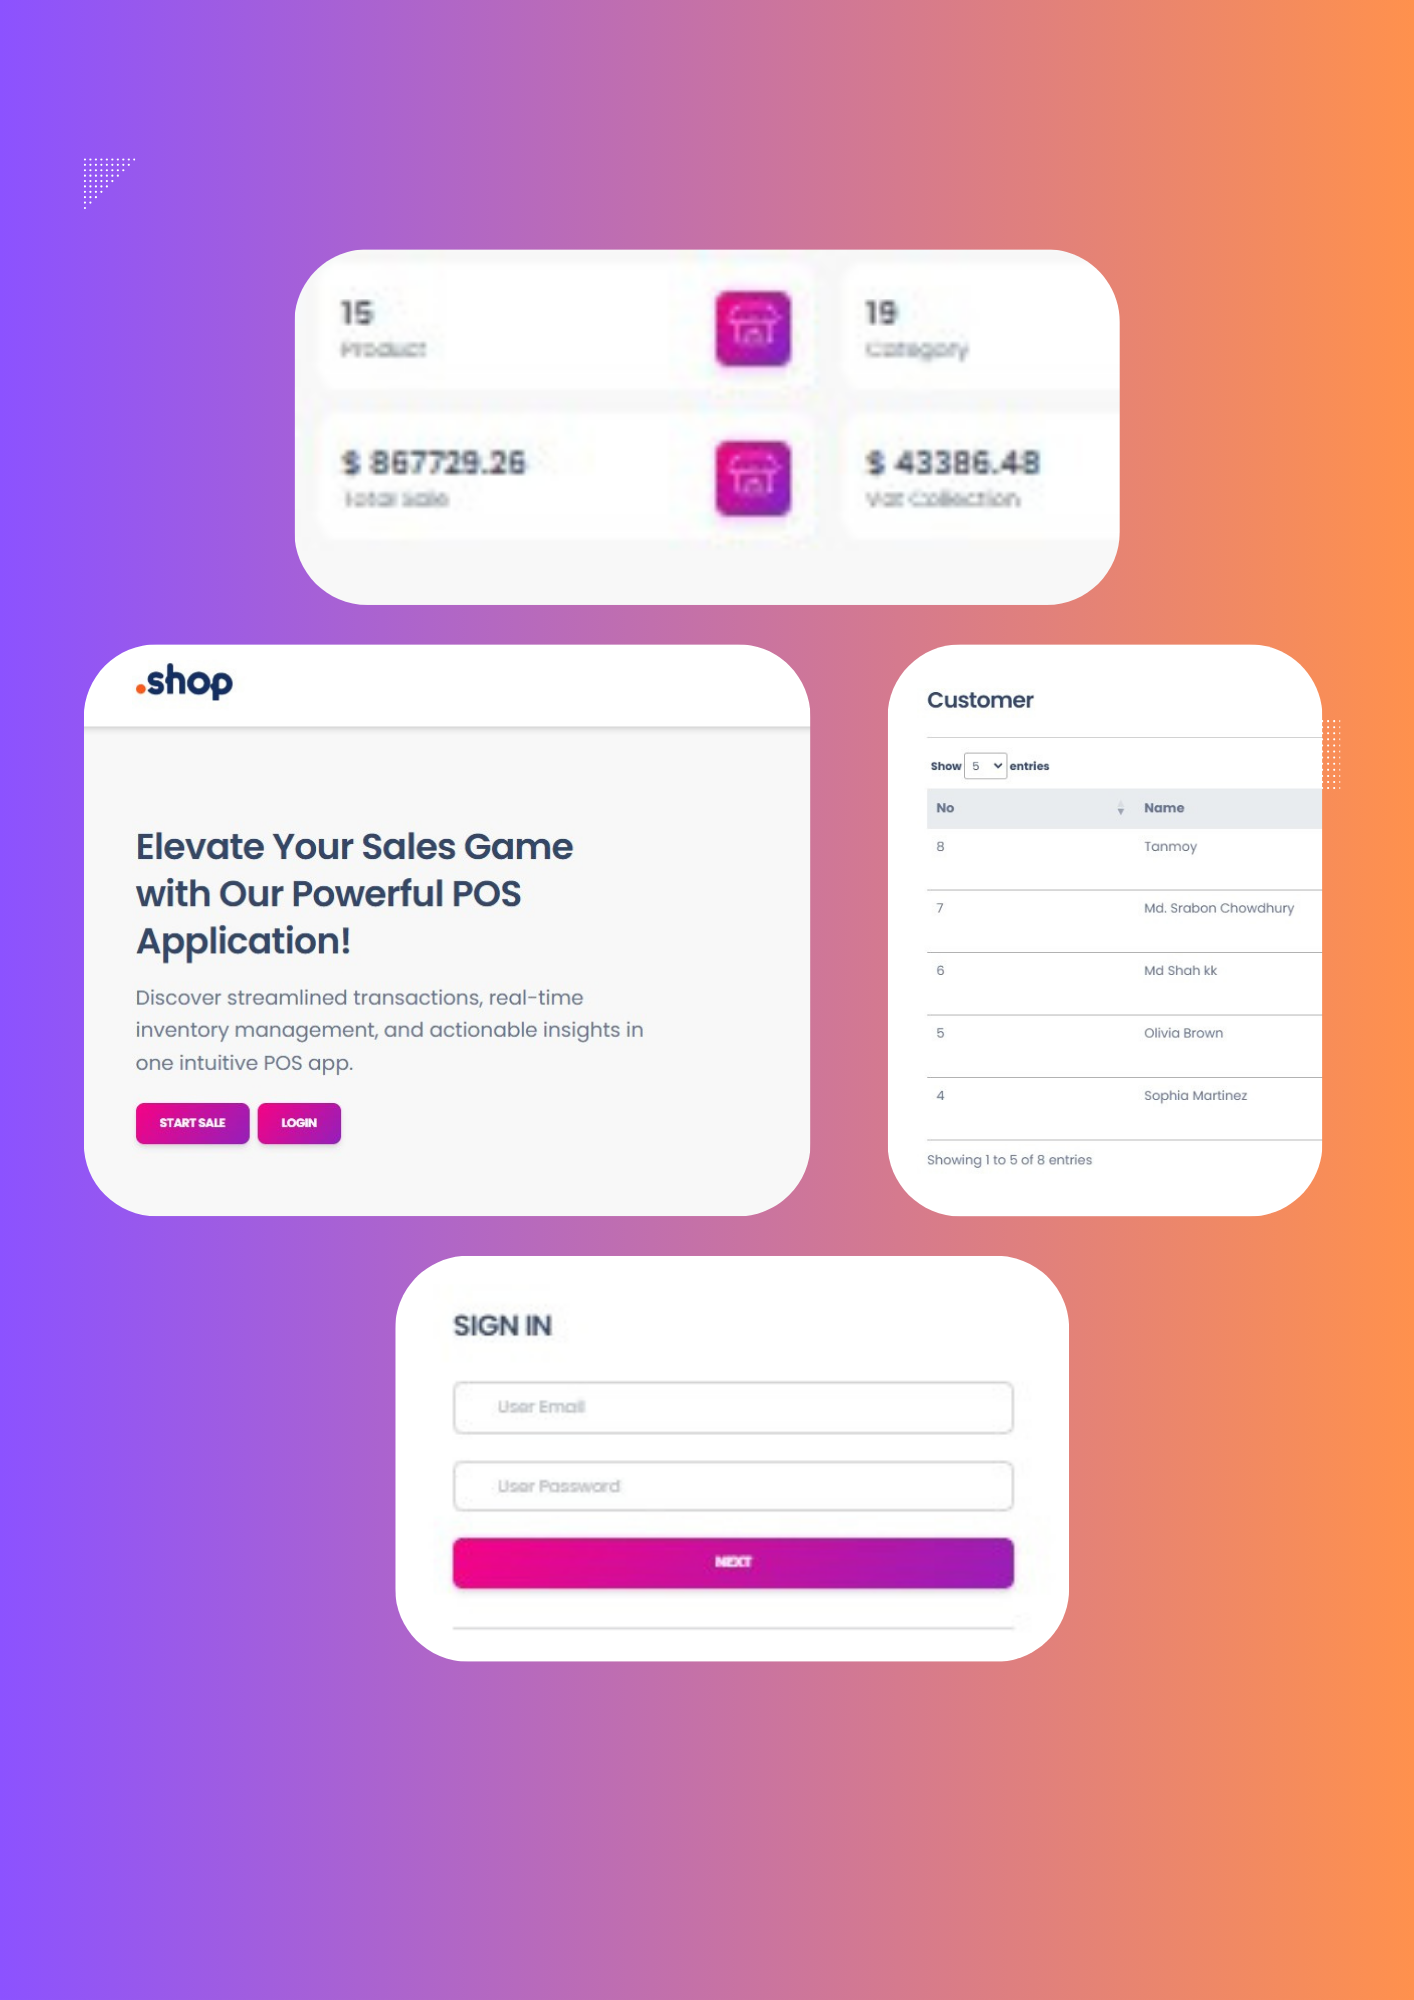 15
Product
19
Category
$ 867729.26
Total Sale
$ 43386.48
Vat Collection
.shop
Elevate Your Sales Game
with Our Powerful POS
Application!
Discover streamlined transactions, real-time
inventory management, and actionable insights in
one intuitive POS app.
START SALE
LOGIN
Customer
Show 5 entries
No Name
8 Tanmoy
7 Md. Srabon Chowdhury
6 Md Shah kk
5 Olivia Brown
4 Sophia Martinez
Showing 1 to 5 of 8 entries
SIGN IN
User Email
User Password
NEXT